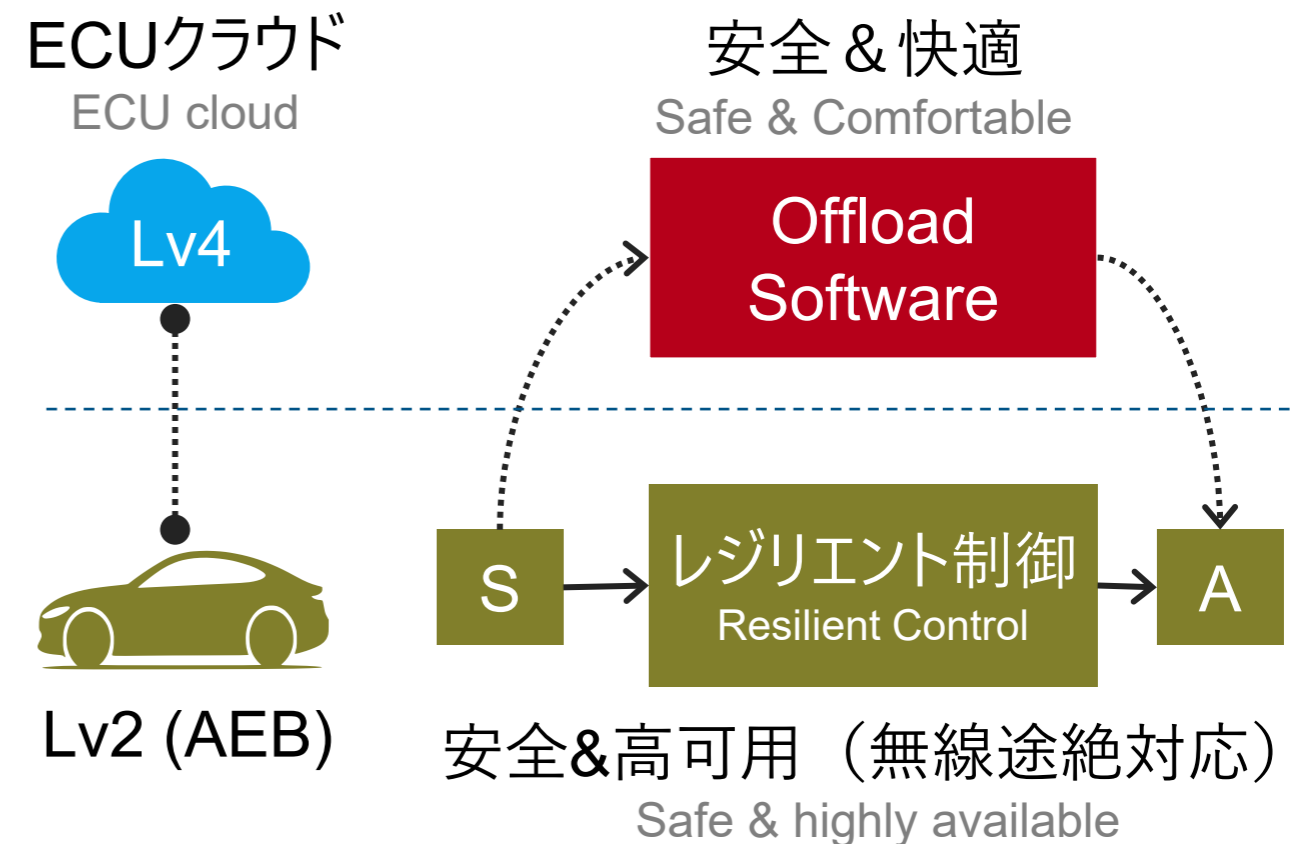 ECUクラウド
ECU cloud
Lv4
Lv2 (AEB)
安全＆快適
Safe & Comfortable
Offload
Software
S
レジリエント制御
Resilient Control
A
安全&高可用（無線途絶対応）
Safe & highly available